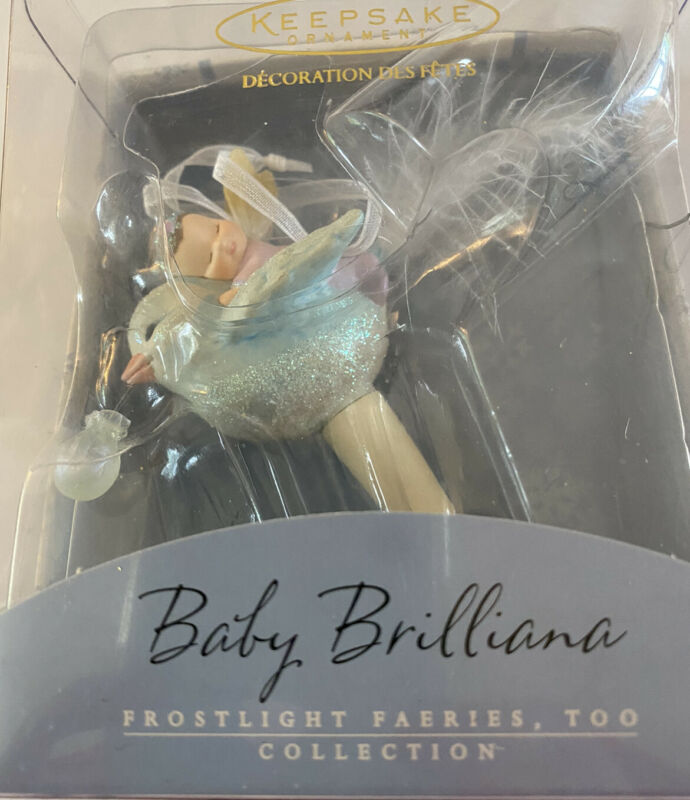 KEEPSAKE
ORNAMENT
DÉCORATION DES FÊTES
Baby Brilliana
FROSTLIGHT FAERIES, TOO
COLLECTION